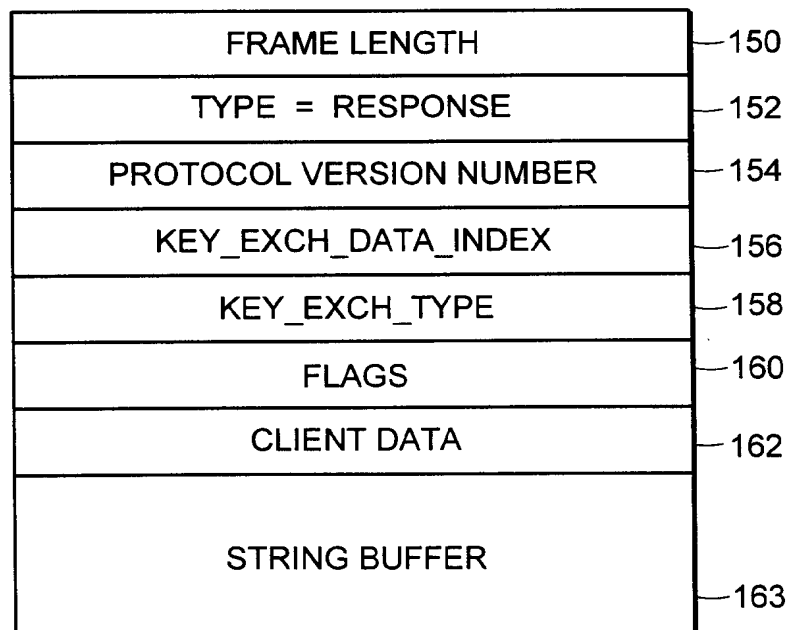 FRAME LENGTH 150
TYPE = RESPONSE 152
PROTOCOL VERSION NUMBER 154
KEY_EXCH_DATA_INDEX 156
KEY_EXCH_TYPE 158
FLAGS 160
CLIENT DATA 162
STRING BUFFER
163